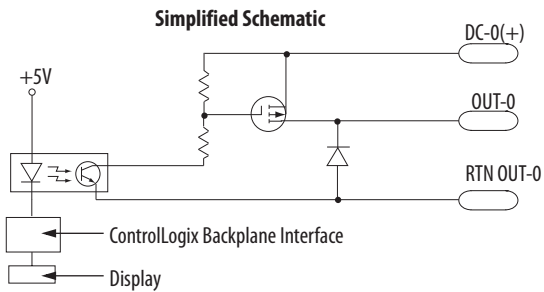 Simplified Schematic
DC-0(+)
+5V
OUT-0
RTN OUT-0
ControlLogix Backplane Interface
Display